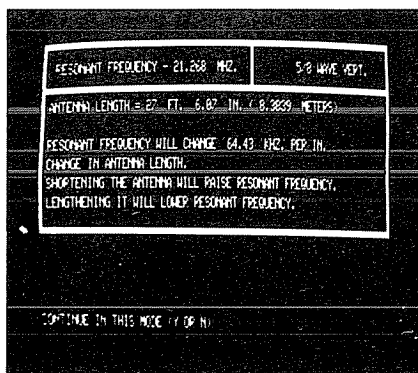 RESONANT FREQUENCY - 21.268 MHZ.
5/8 WAVE VERT.
ANTENNA LENGTH = 27 FT. 6.07 IN. ( 8.3839 METERS)
RESONANT FREQUENCY WILL CHANGE 64.43 KHZ. PER IN.
CHANGE IN ANTENNA LENGTH.
SHORTENING THE ANTENNA WILL RAISE RESONANT FREQUENCY.
LENGTHENING IT WILL LOWER RESONANT FREQUENCY.
CONTINUE IN THIS MODE (Y OR N)